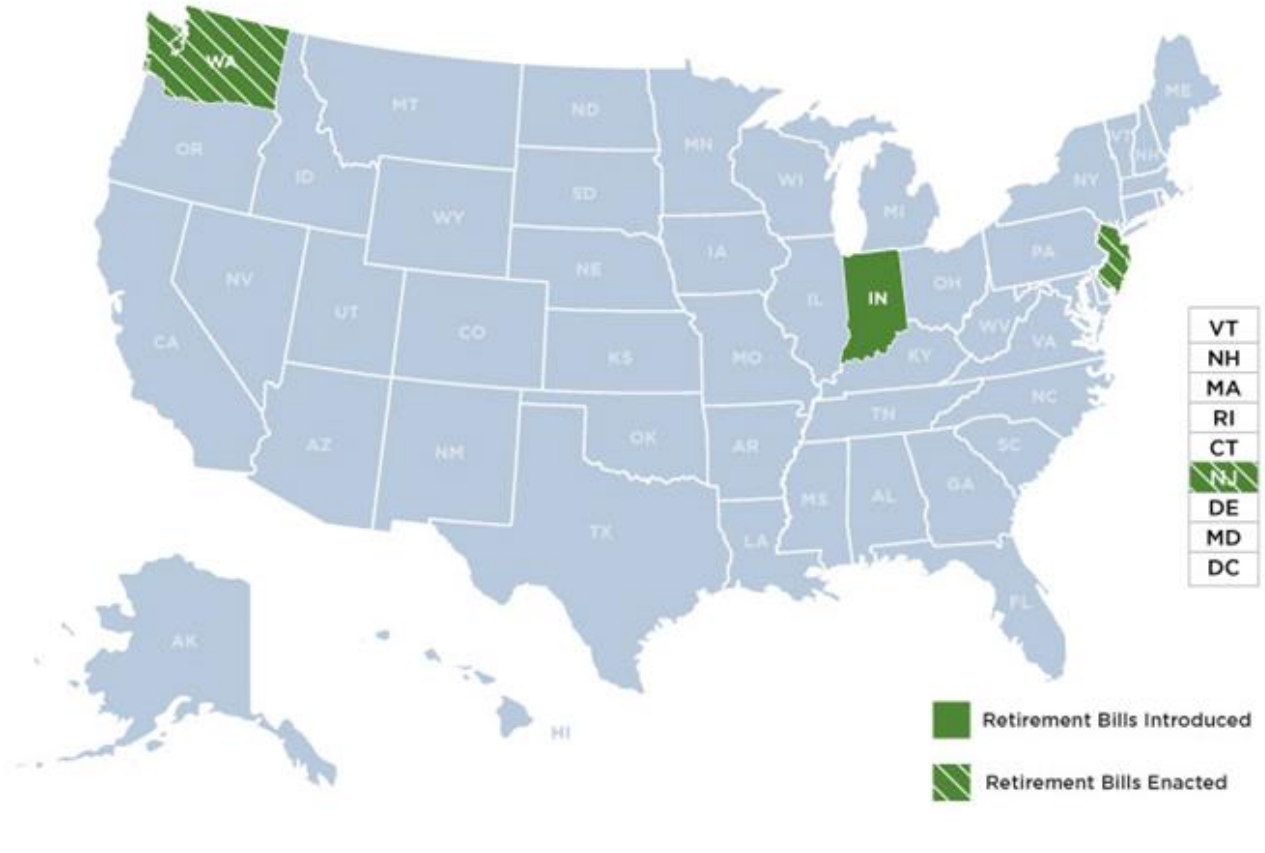 WA
MT
ND
MN
ME
VT
NH
OR
ID
SD
WI
NY
WY
MI
IA
PA
NE
NV
UT
IL
IN
OH
CO
WV
CA
KS
MO
KY
VA
NC
TN
AZ
NM
OK
AR
SC
MS
AL
GA
TX
LA
FL
AK
HI
VT
NH
MA
RI
CT
NJ
DE
MD
DC
Retirement Bills Introduced
Retirement Bills Enacted